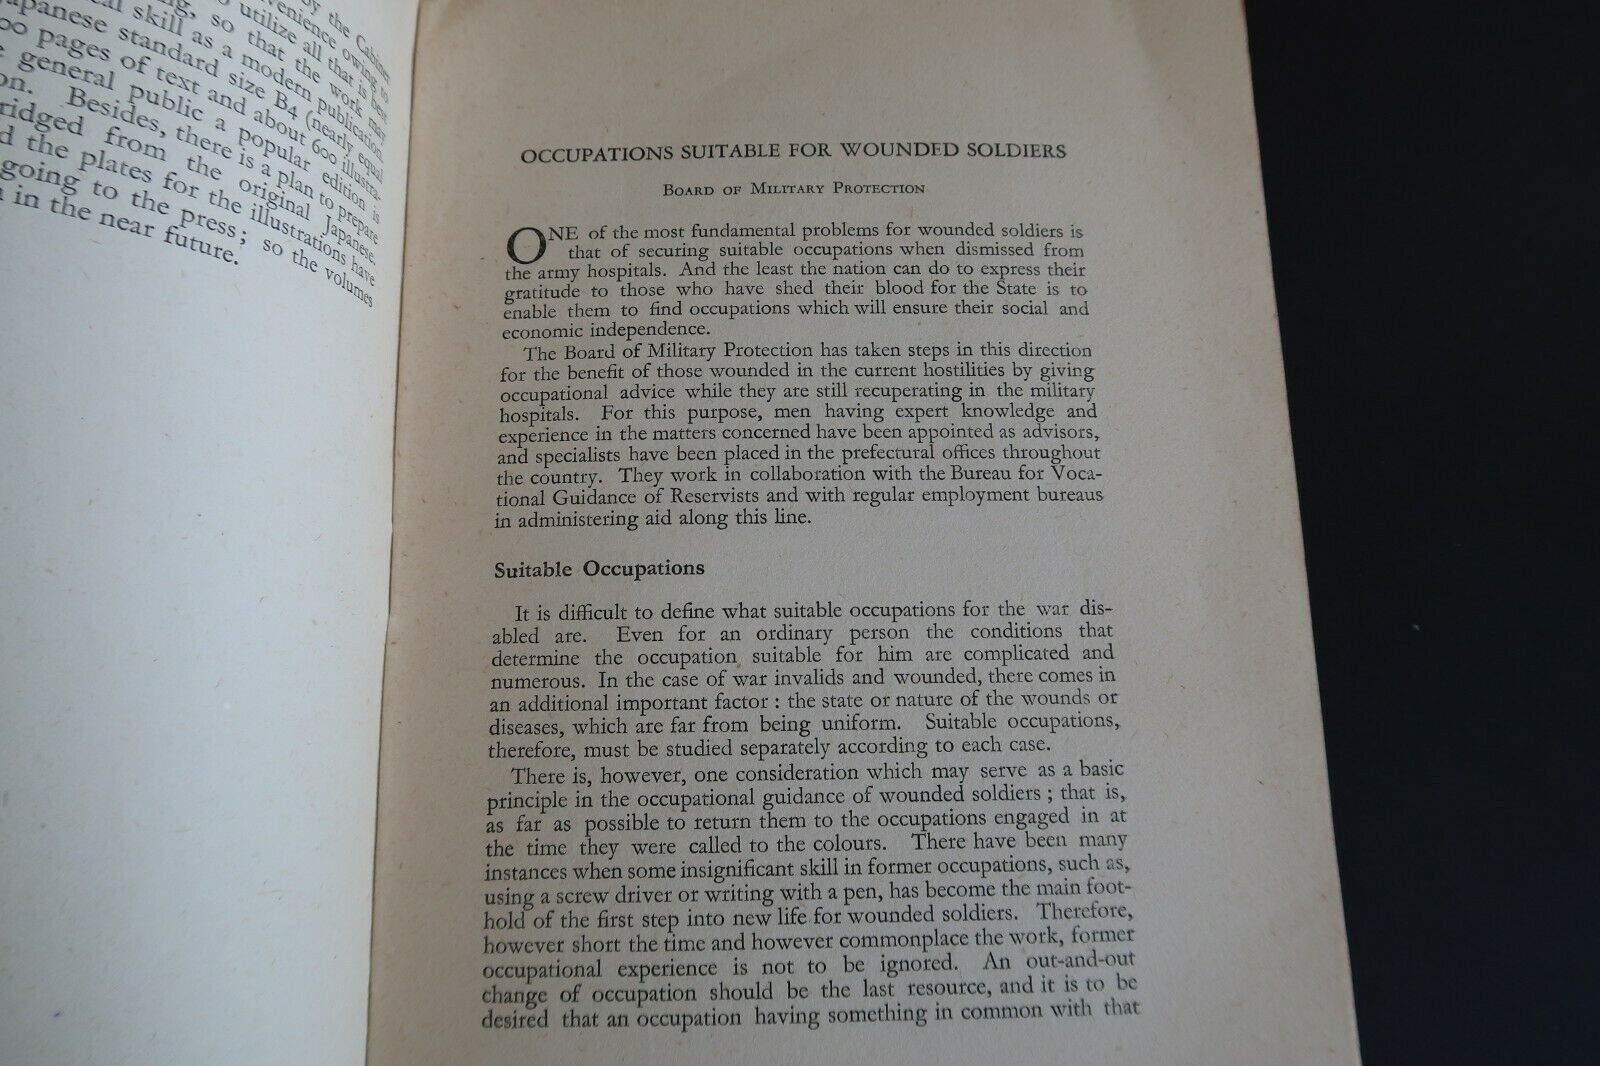 by the Cabinet
venience owing to
utilize all that is best
so that the work may
cal skill as a modern publication.
Japanese standard size B4 (nearly equal
00 pages of text and about 600 illustra-
general public a popular edition is
on. Besides, there is a plan to prepare
ridged from the original Japanese.
d the plates for the illustrations have
going to the press; so the volumes
in the near future.
OCCUPATIONS SUITABLE FOR WOUNDED SOLDIERS
BOARD OF MILITARY PROTECTION
ONE of the most fundamental problems for wounded soldiers is
that of securing suitable occupations when dismissed from
the army hospitals. And the least the nation can do to express their
gratitude to those who have shed their blood for the State is to
enable them to find occupations which will ensure their social and
economic independence.
The Board of Military Protection has taken steps in this direction
for the benefit of those wounded in the current hostilities by giving
occupational advice while they are still recuperating in the military
hospitals. For this purpose, men having expert knowledge and
experience in the matters concerned have been appointed as advisors,
and specialists have been placed in the prefectural offices throughout
the country. They work in collaboration with the Bureau for Voca-
tional Guidance of Reservists and with regular employment bureaus
in administering aid along this line.
Suitable Occupations
It is difficult to define what suitable occupations for the war dis-
abled are. Even for an ordinary person the conditions that
determine the occupation suitable for him are complicated and
numerous. In the case of war invalids and wounded, there comes in
an additional important factor : the state or nature of the wounds or
diseases, which are far from being uniform. Suitable occupations,
therefore, must be studied separately according to each case.
There is, however, one consideration which may serve as a basic
principle in the occupational guidance of wounded soldiers ; that is,
as far as possible to return them to the occupations engaged in at
the time they were called to the colours. There have been many
instances when some insignificant skill in former occupations, such as,
using a screw driver or writing with a pen, has become the main foot-
hold of the first step into new life for wounded soldiers. Therefore,
however short the time and however commonplace the work, former
occupational experience is not to be ignored. An out-and-out
change of occupation should be the last resource, and it is to be
desired that an occupation having something in common with that